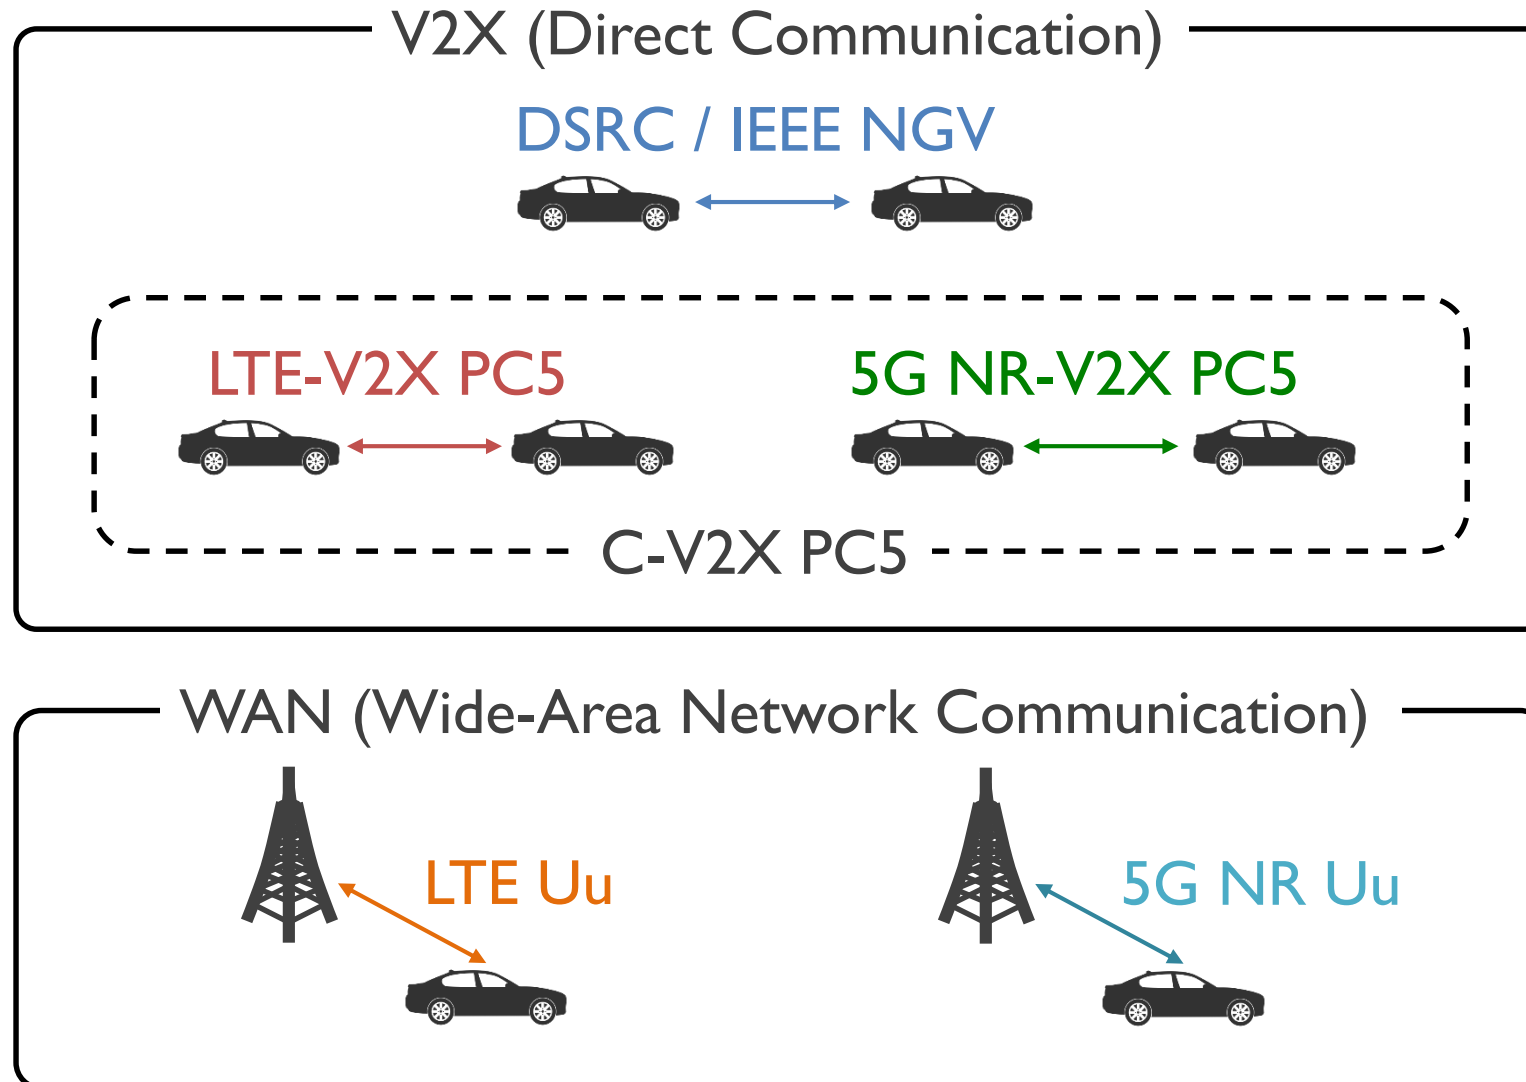 V2X (Direct Communication)
DSRC / IEEE NGV
LTE-V2X PC5
5G NR-V2X PC5
C-V2X PC5
WAN (Wide-Area Network Communication)
LTE Uu
5G NR Uu